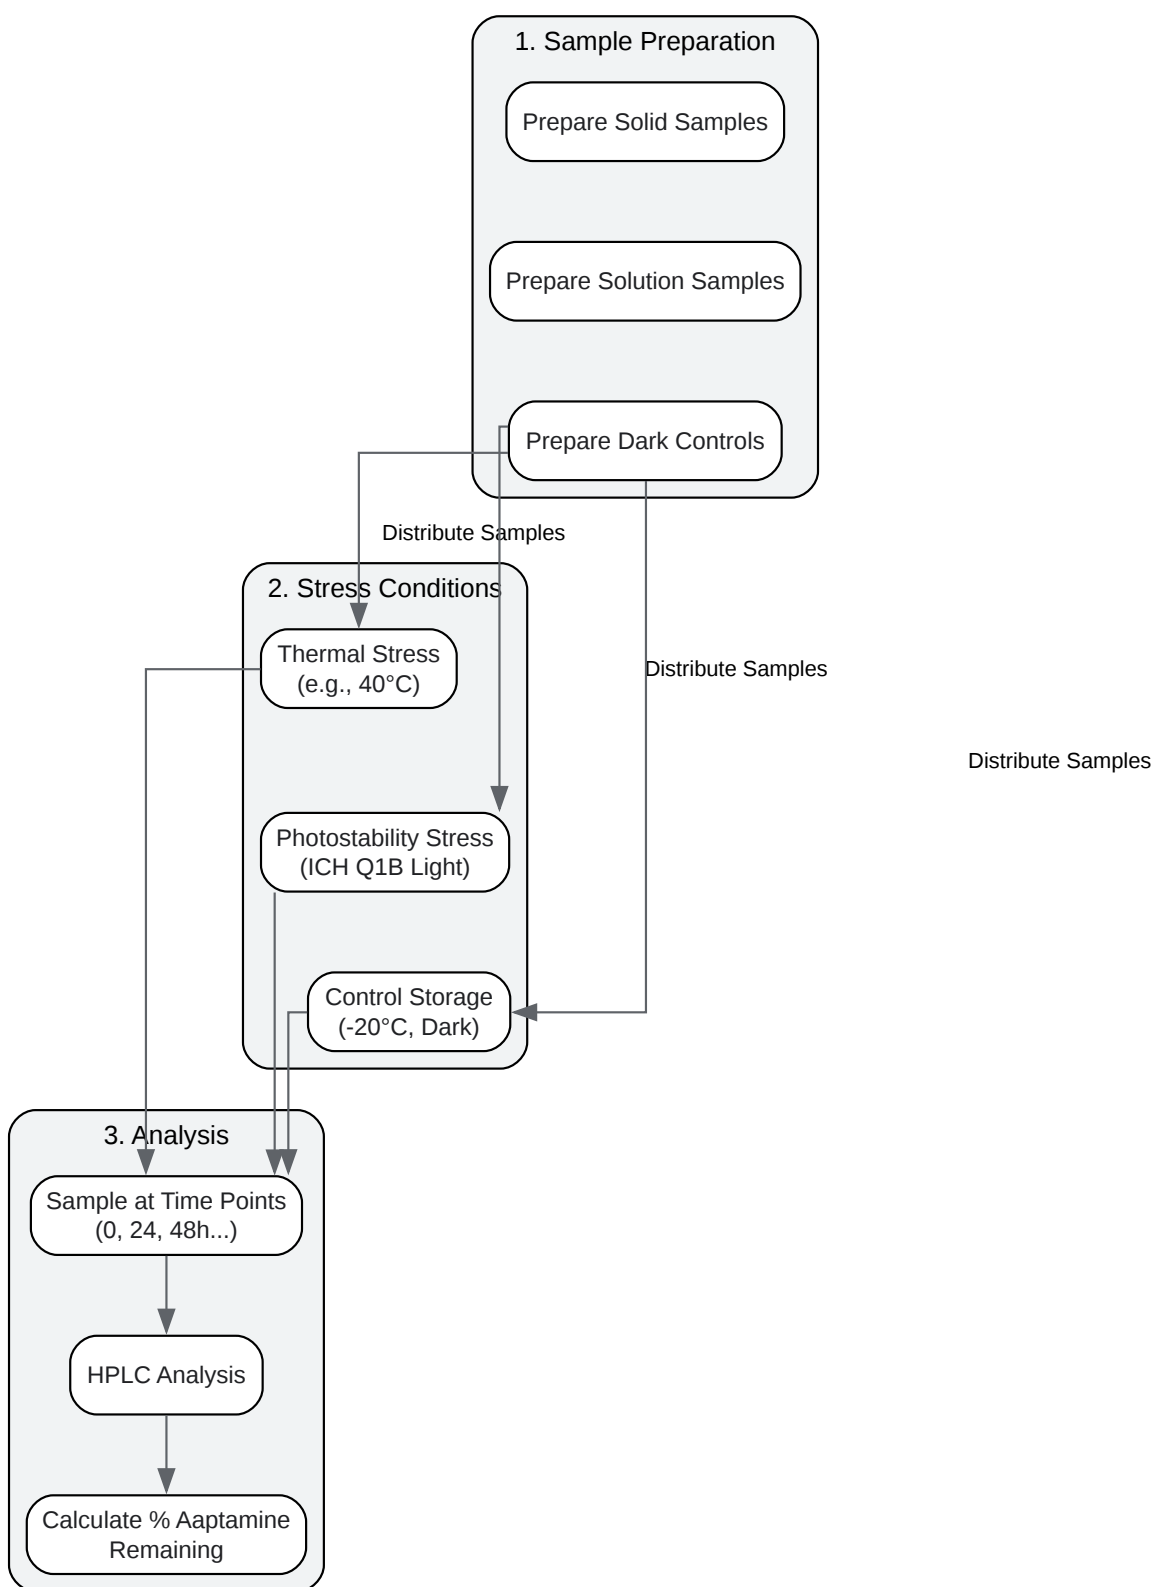 1. Sample Preparation
Prepare Solid Samples
Prepare Solution Samples
Prepare Dark Controls
Distribute Samples
2. Stress Conditions
Thermal Stress
(e.g., 40°C)
Distribute Samples
Distribute Samples
Photostability Stress
(ICH Q1B Light)
Control Storage
(-20°C, Dark)
3. Analysis
Sample at Time Points
(0, 24, 48h...)
HPLC Analysis
Calculate % Aaptamine
Remaining